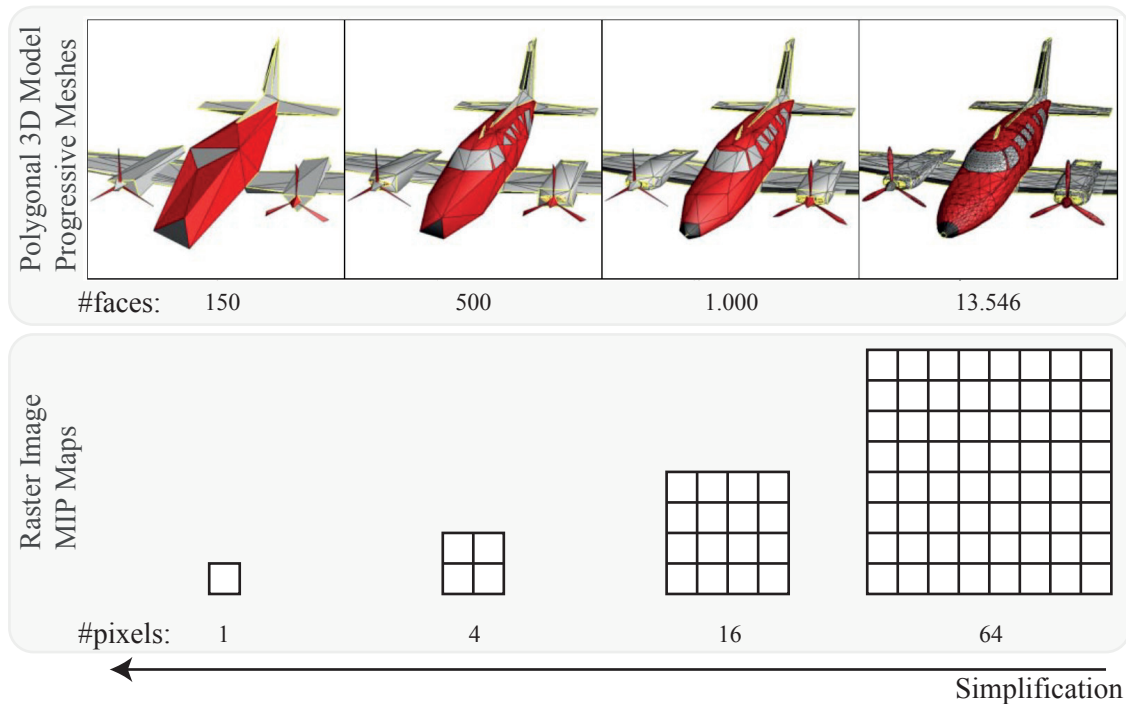 Polygonal 3D Model
Progressive Meshes
#faces: 150 500 1.000 13.546
Raster Image
MIP Maps
#pixels: 1 4 16 64
Simplification